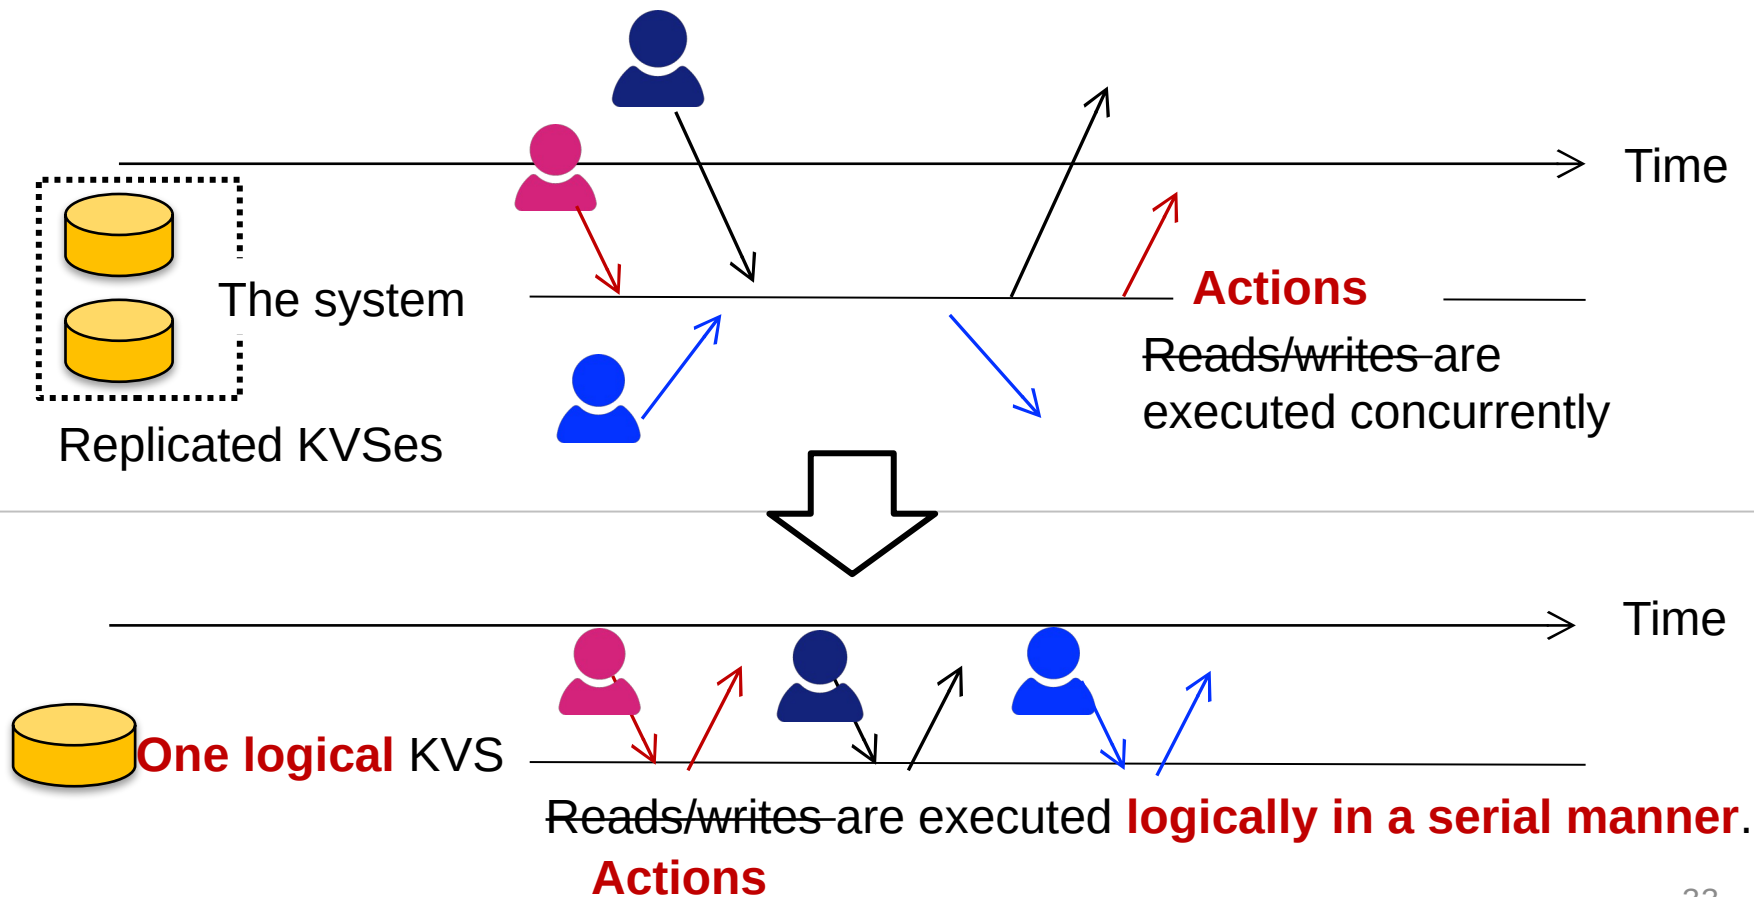 Time
The system
Actions
Reads/writes are
executed concurrently
Replicated KVSes
Time
One logical KVS
Reads/writes are executed logically in a serial manner.
Actions